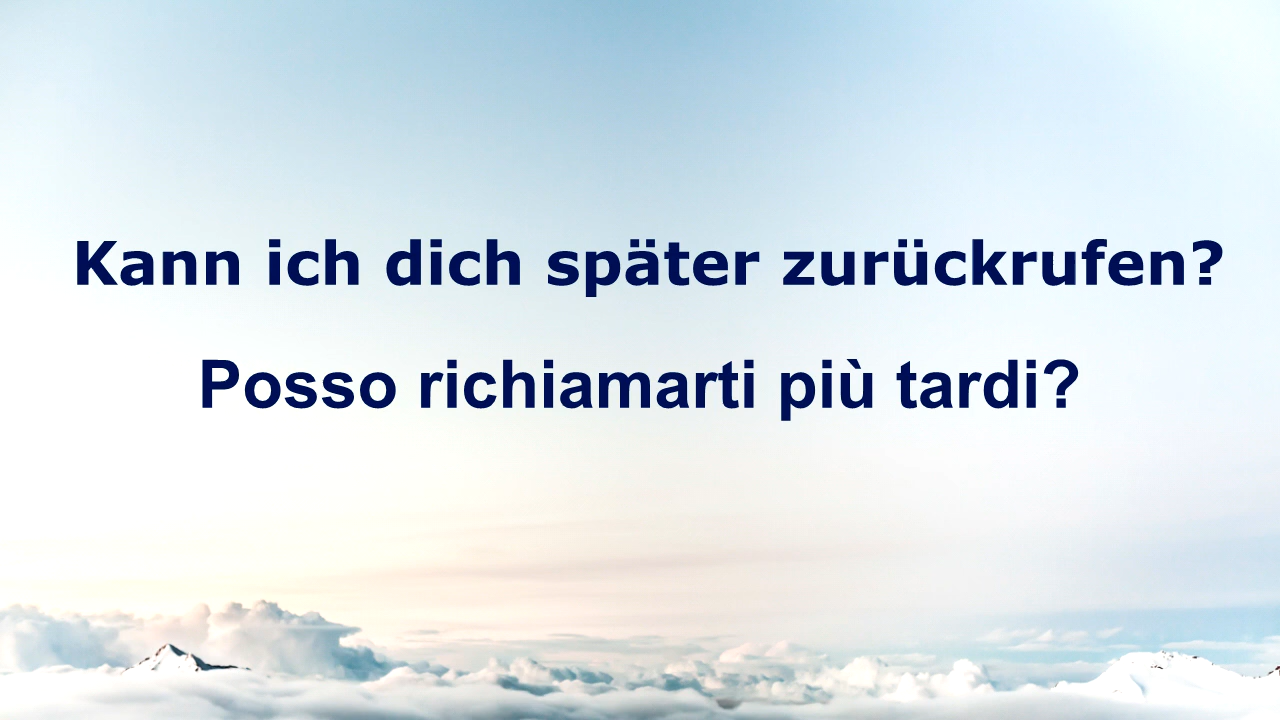 Kann ich dich später zurückrufen?
Posso richiamarti più tardi?